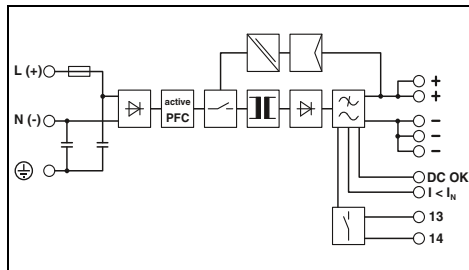 L (+)
+
+
active
PFC
N (-)
-
-
-
DC OK
I < IN
13
14